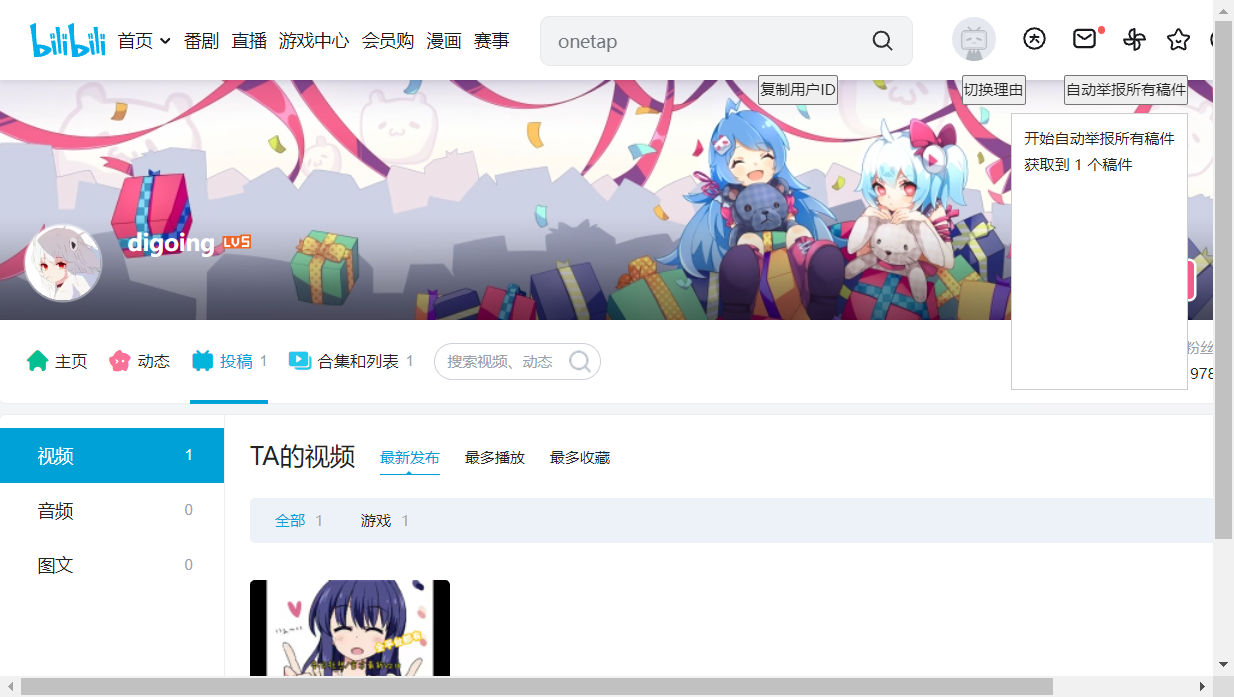 bilibili 首页 番剧 直播 游戏中心 会员购 漫画 赛事 onetap
复制用户ID 切换理由 自动举报所有稿件
开始自动举报所有稿件
获取到 1 个稿件
digoing LV5
主页 动态 投稿 1 合集和列表 1 搜索视频、动态 粉丝
978
视频 1
音频 0
图文 0
TA的视频 最新发布 最多播放 最多收藏
全部 1 游戏 1